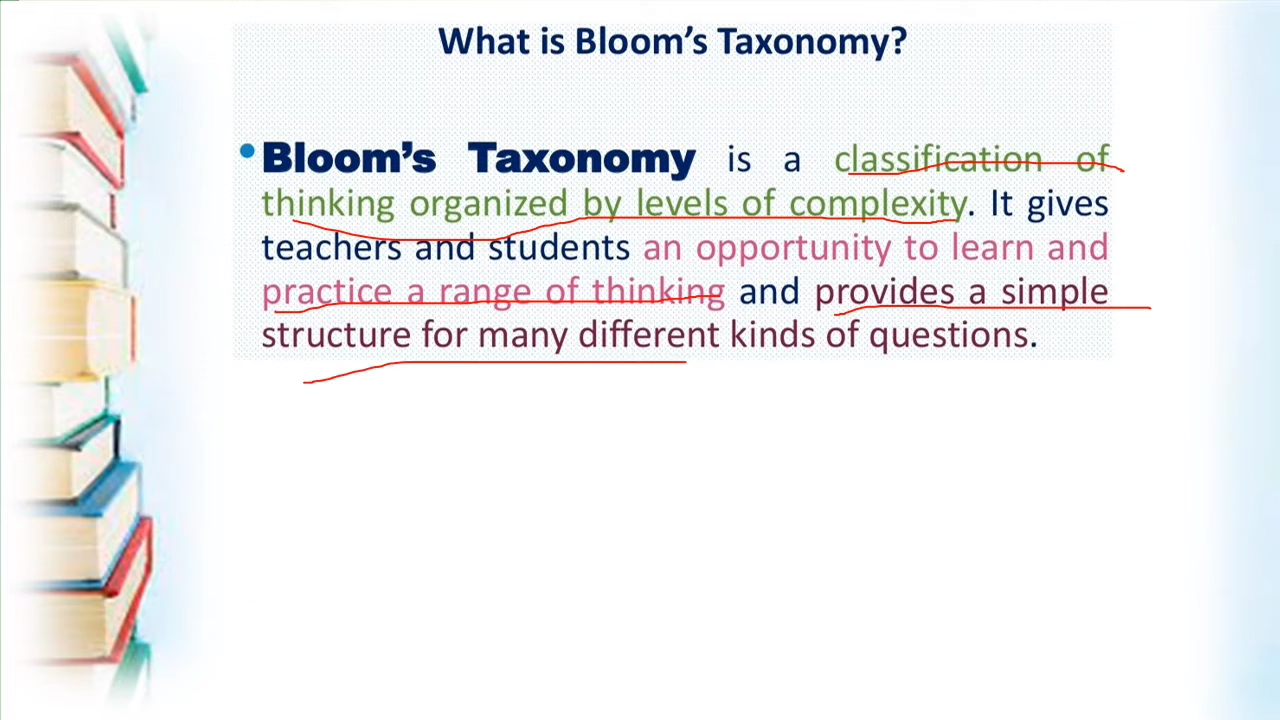 What is Bloom’s Taxonomy?
• Bloom’s Taxonomy is a classification of
thinking organized by levels of complexity. It gives
teachers and students an opportunity to learn and
practice a range of thinking and provides a simple
structure for many different kinds of questions.